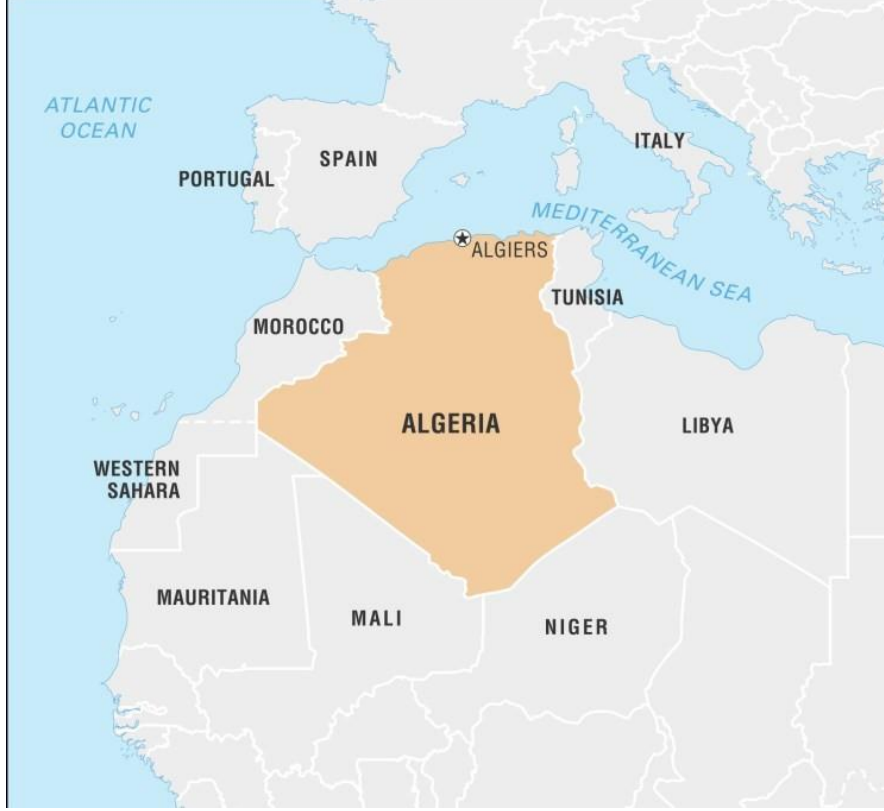 ATLANTIC
OCEAN
ITALY
SPAIN
PORTUGAL
MEDITERRANEAN SEA
ALGIERS
TUNISIA
MOROCCO
ALGERIA
LIBYA
WESTERN
SAHARA
MAURITANIA
MALI
NIGER